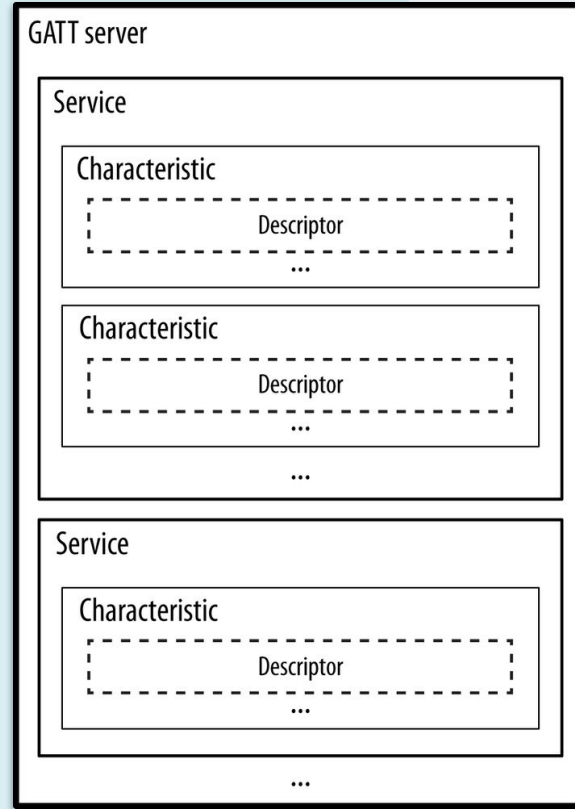 GATT server
Service
Characteristic
Descriptor
...
Characteristic
Descriptor
...
...
Service
Characteristic
Descriptor
...
...